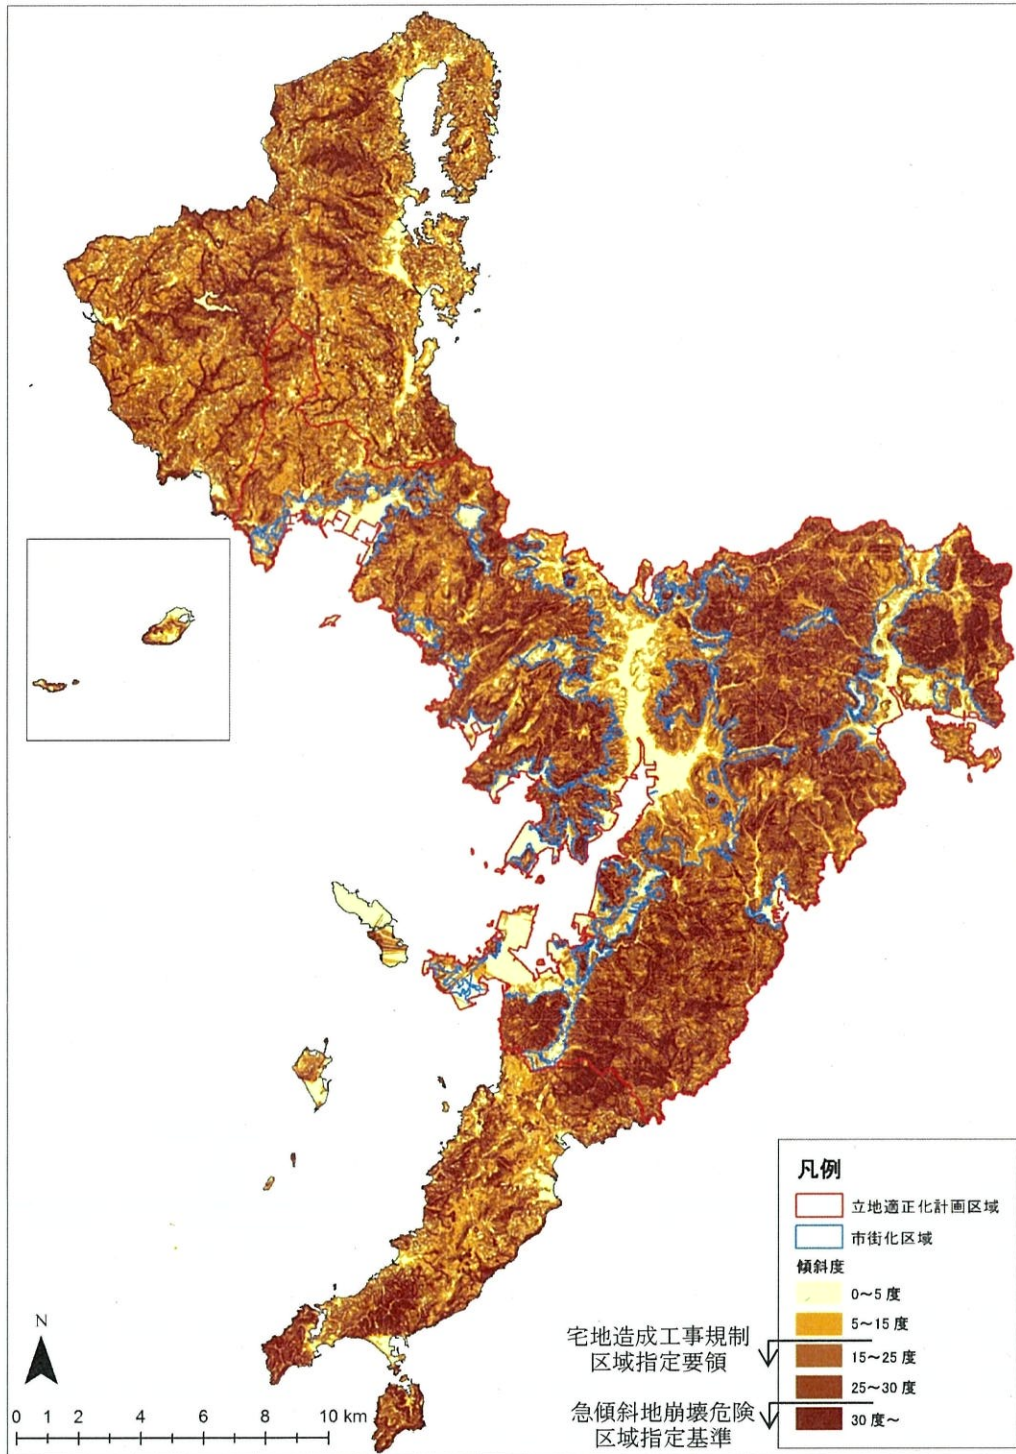 凡例
立地適正化計画区域
市街化区域
傾斜度
0～5 度
5～15 度
宅地造成工事規制
区域指定要領
15～25 度
25～30 度
急傾斜地崩壊危険
区域指定基準
30 度～
N
0 1 2 4 6 8 10 km